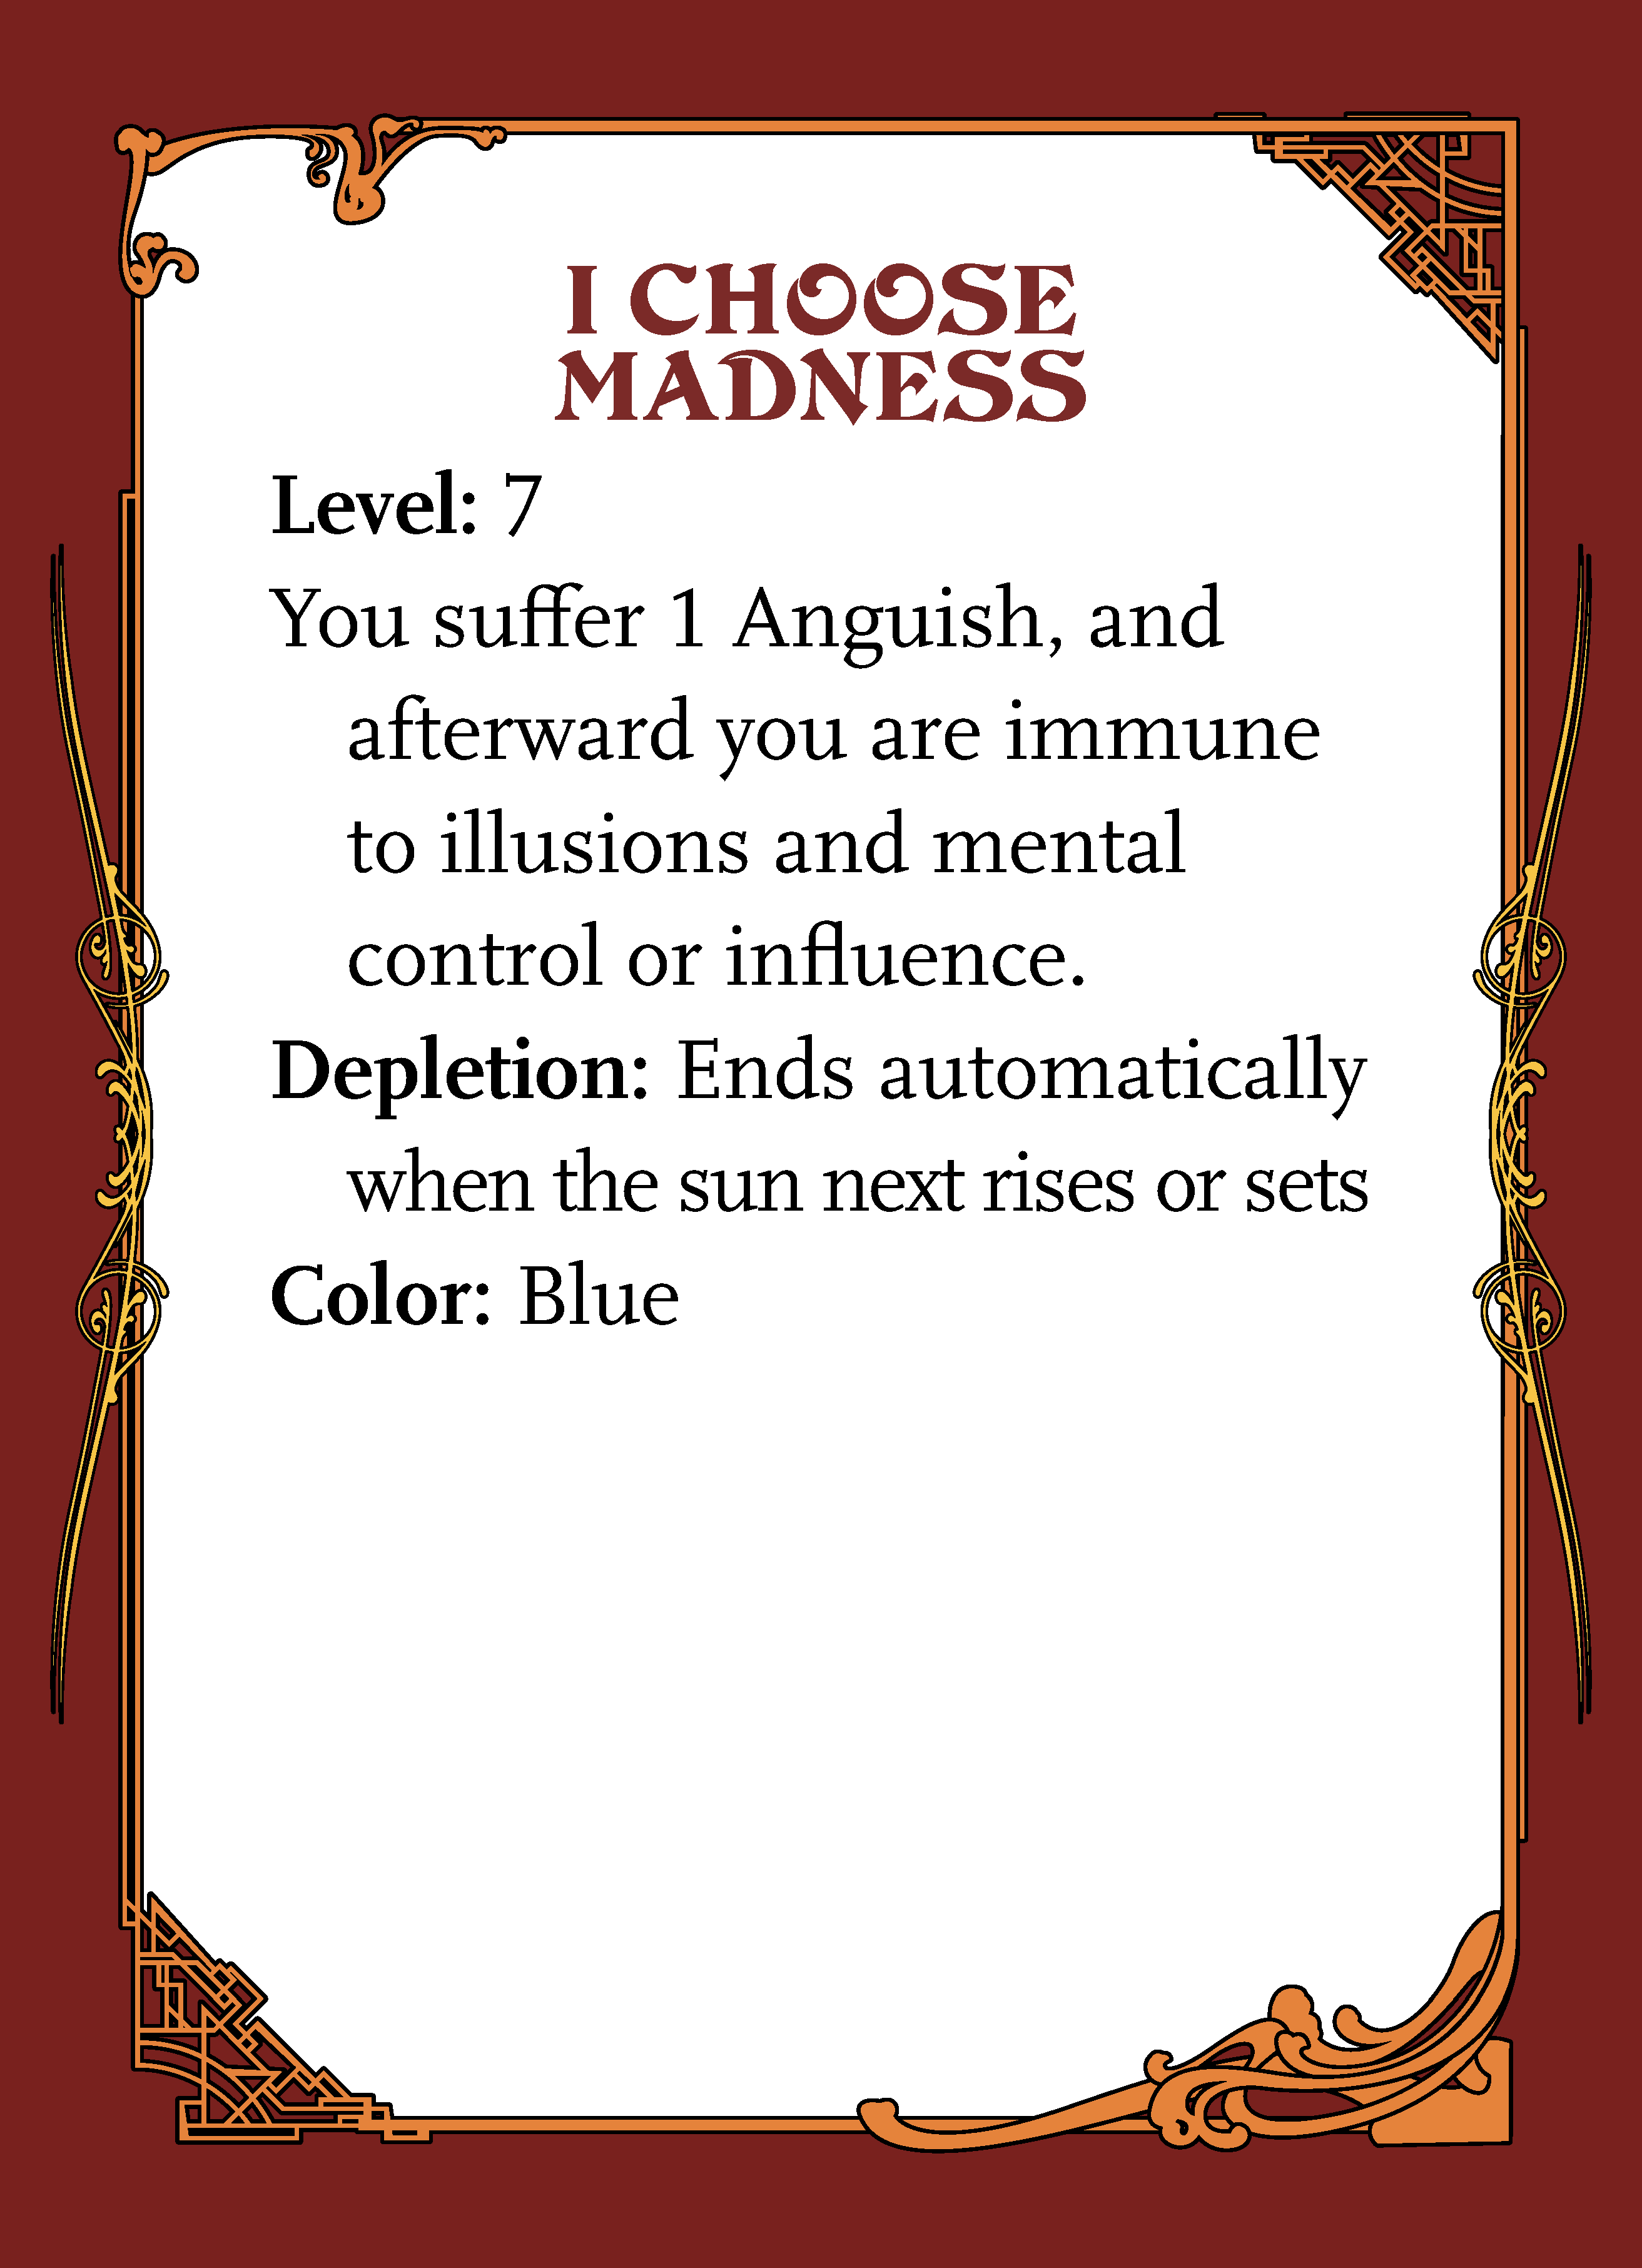 I CHOOSE
MADNESS
Level: 7
You suffer 1 Anguish, and
afterward you are immune
to illusions and mental
control or influence.
Depletion: Ends automatically
when the sun next rises or sets
Color: Blue